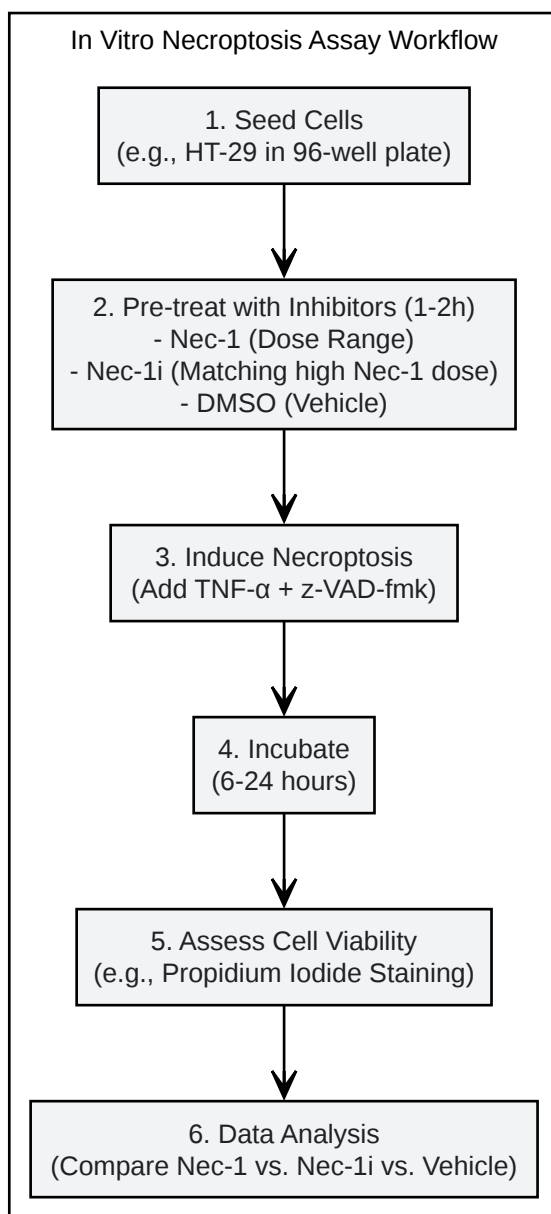 In Vitro Necroptosis Assay Workflow
1. Seed Cells
(e.g., HT-29 in 96-well plate)
2. Pre-treat with Inhibitors (1-2h)
- Nec-1 (Dose Range)
- Nec-1i (Matching high Nec-1 dose)
- DMSO (Vehicle)
3. Induce Necroptosis
(Add TNF-α + z-VAD-fmk)
4. Incubate
(6-24 hours)
5. Assess Cell Viability
(e.g., Propidium Iodide Staining)
6. Data Analysis
(Compare Nec-1 vs. Nec-1i vs. Vehicle)